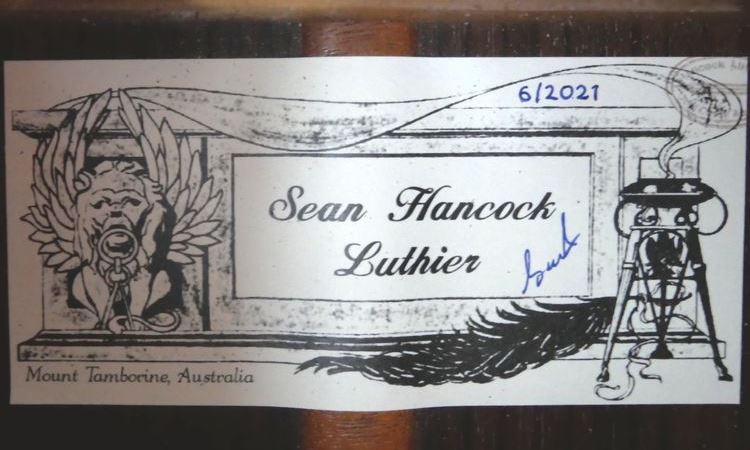 6/2021
Sean Hancock
Luthier
Mount Tamborine, Australia